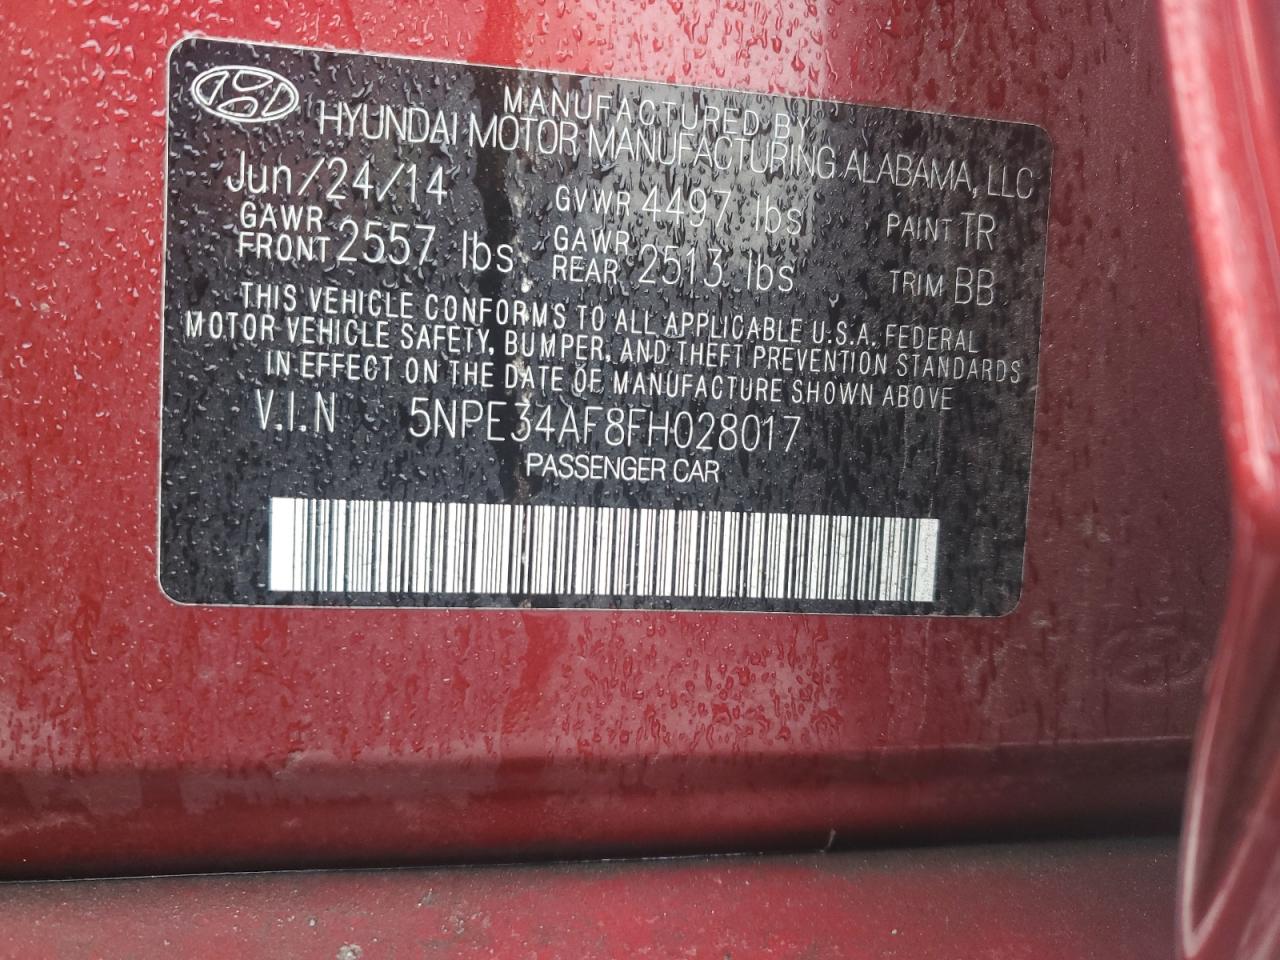 MANUFACTURED BY
HYUNDAI MOTOR MANUFACTURING ALABAMA, LLC
Jun/24/14 GVWR 4497 lbs PAINT TR
GAWR FRONT 2557 lbs GAWR REAR 2513 lbs TRIM BB
THIS VEHICLE CONFORMS TO ALL APPLICABLE U.S.A. FEDERAL
MOTOR VEHICLE SAFETY, BUMPER, AND THEFT PREVENTION STANDARDS
IN EFFECT ON THE DATE OF MANUFACTURE SHOWN ABOVE
V.I.N 5NPE34AF8FH028017
PASSENGER CAR